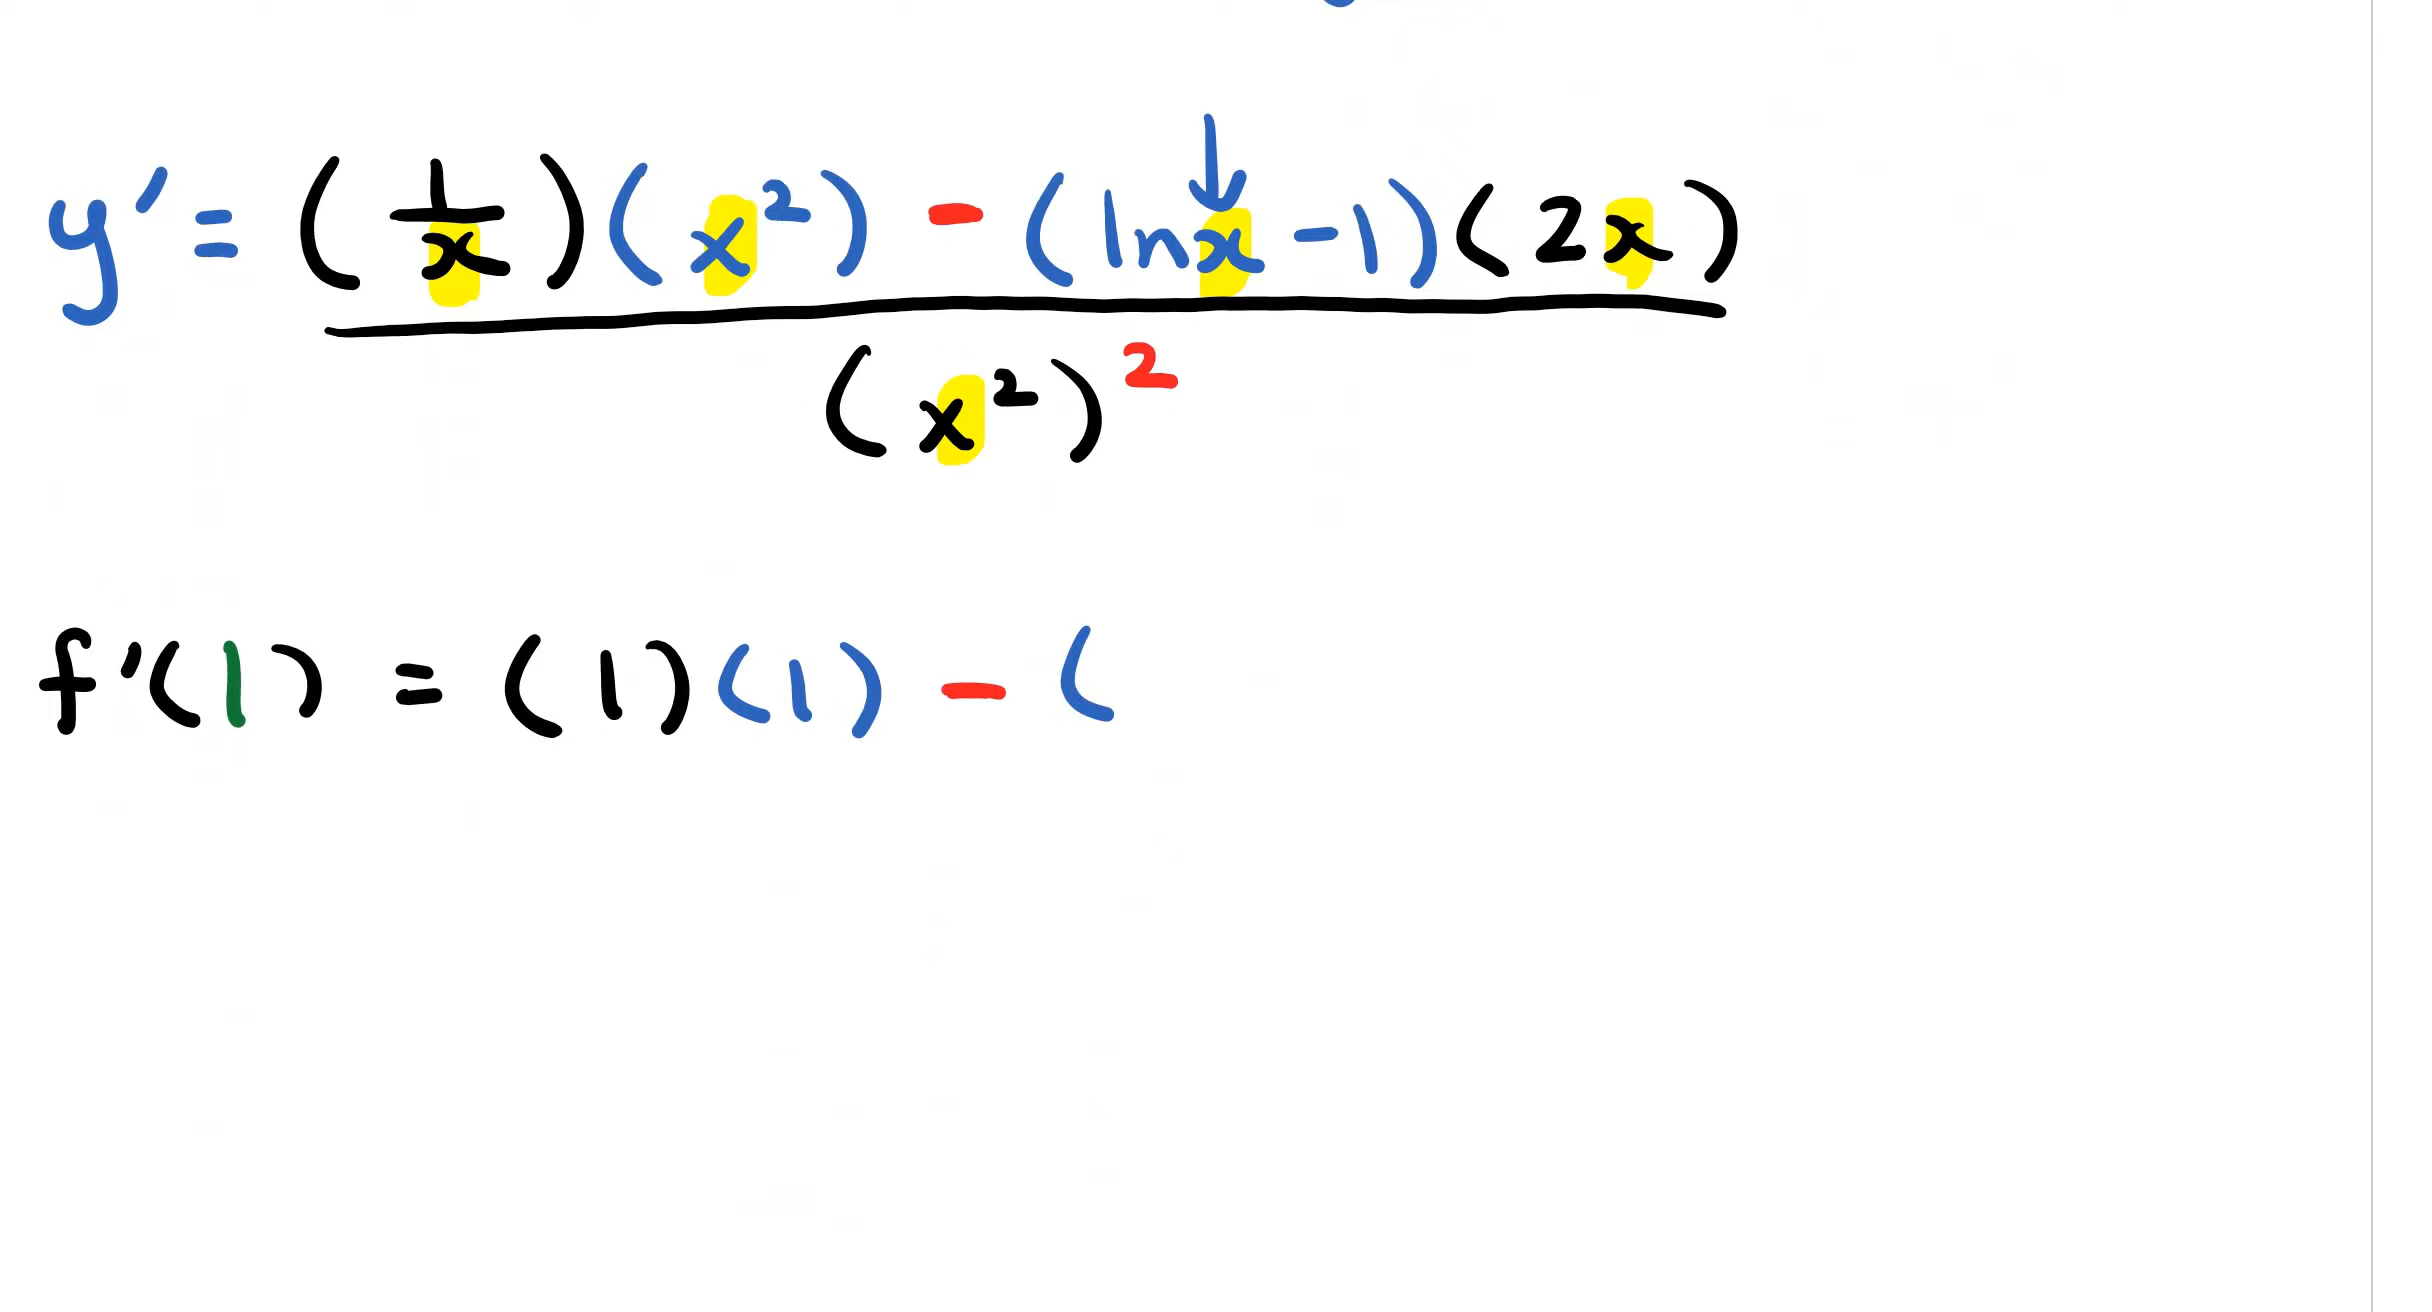 y' = (1/x)(x²) - (ln x - 1)(2x)
(x²)²
f'(1) = (1)(1) - (